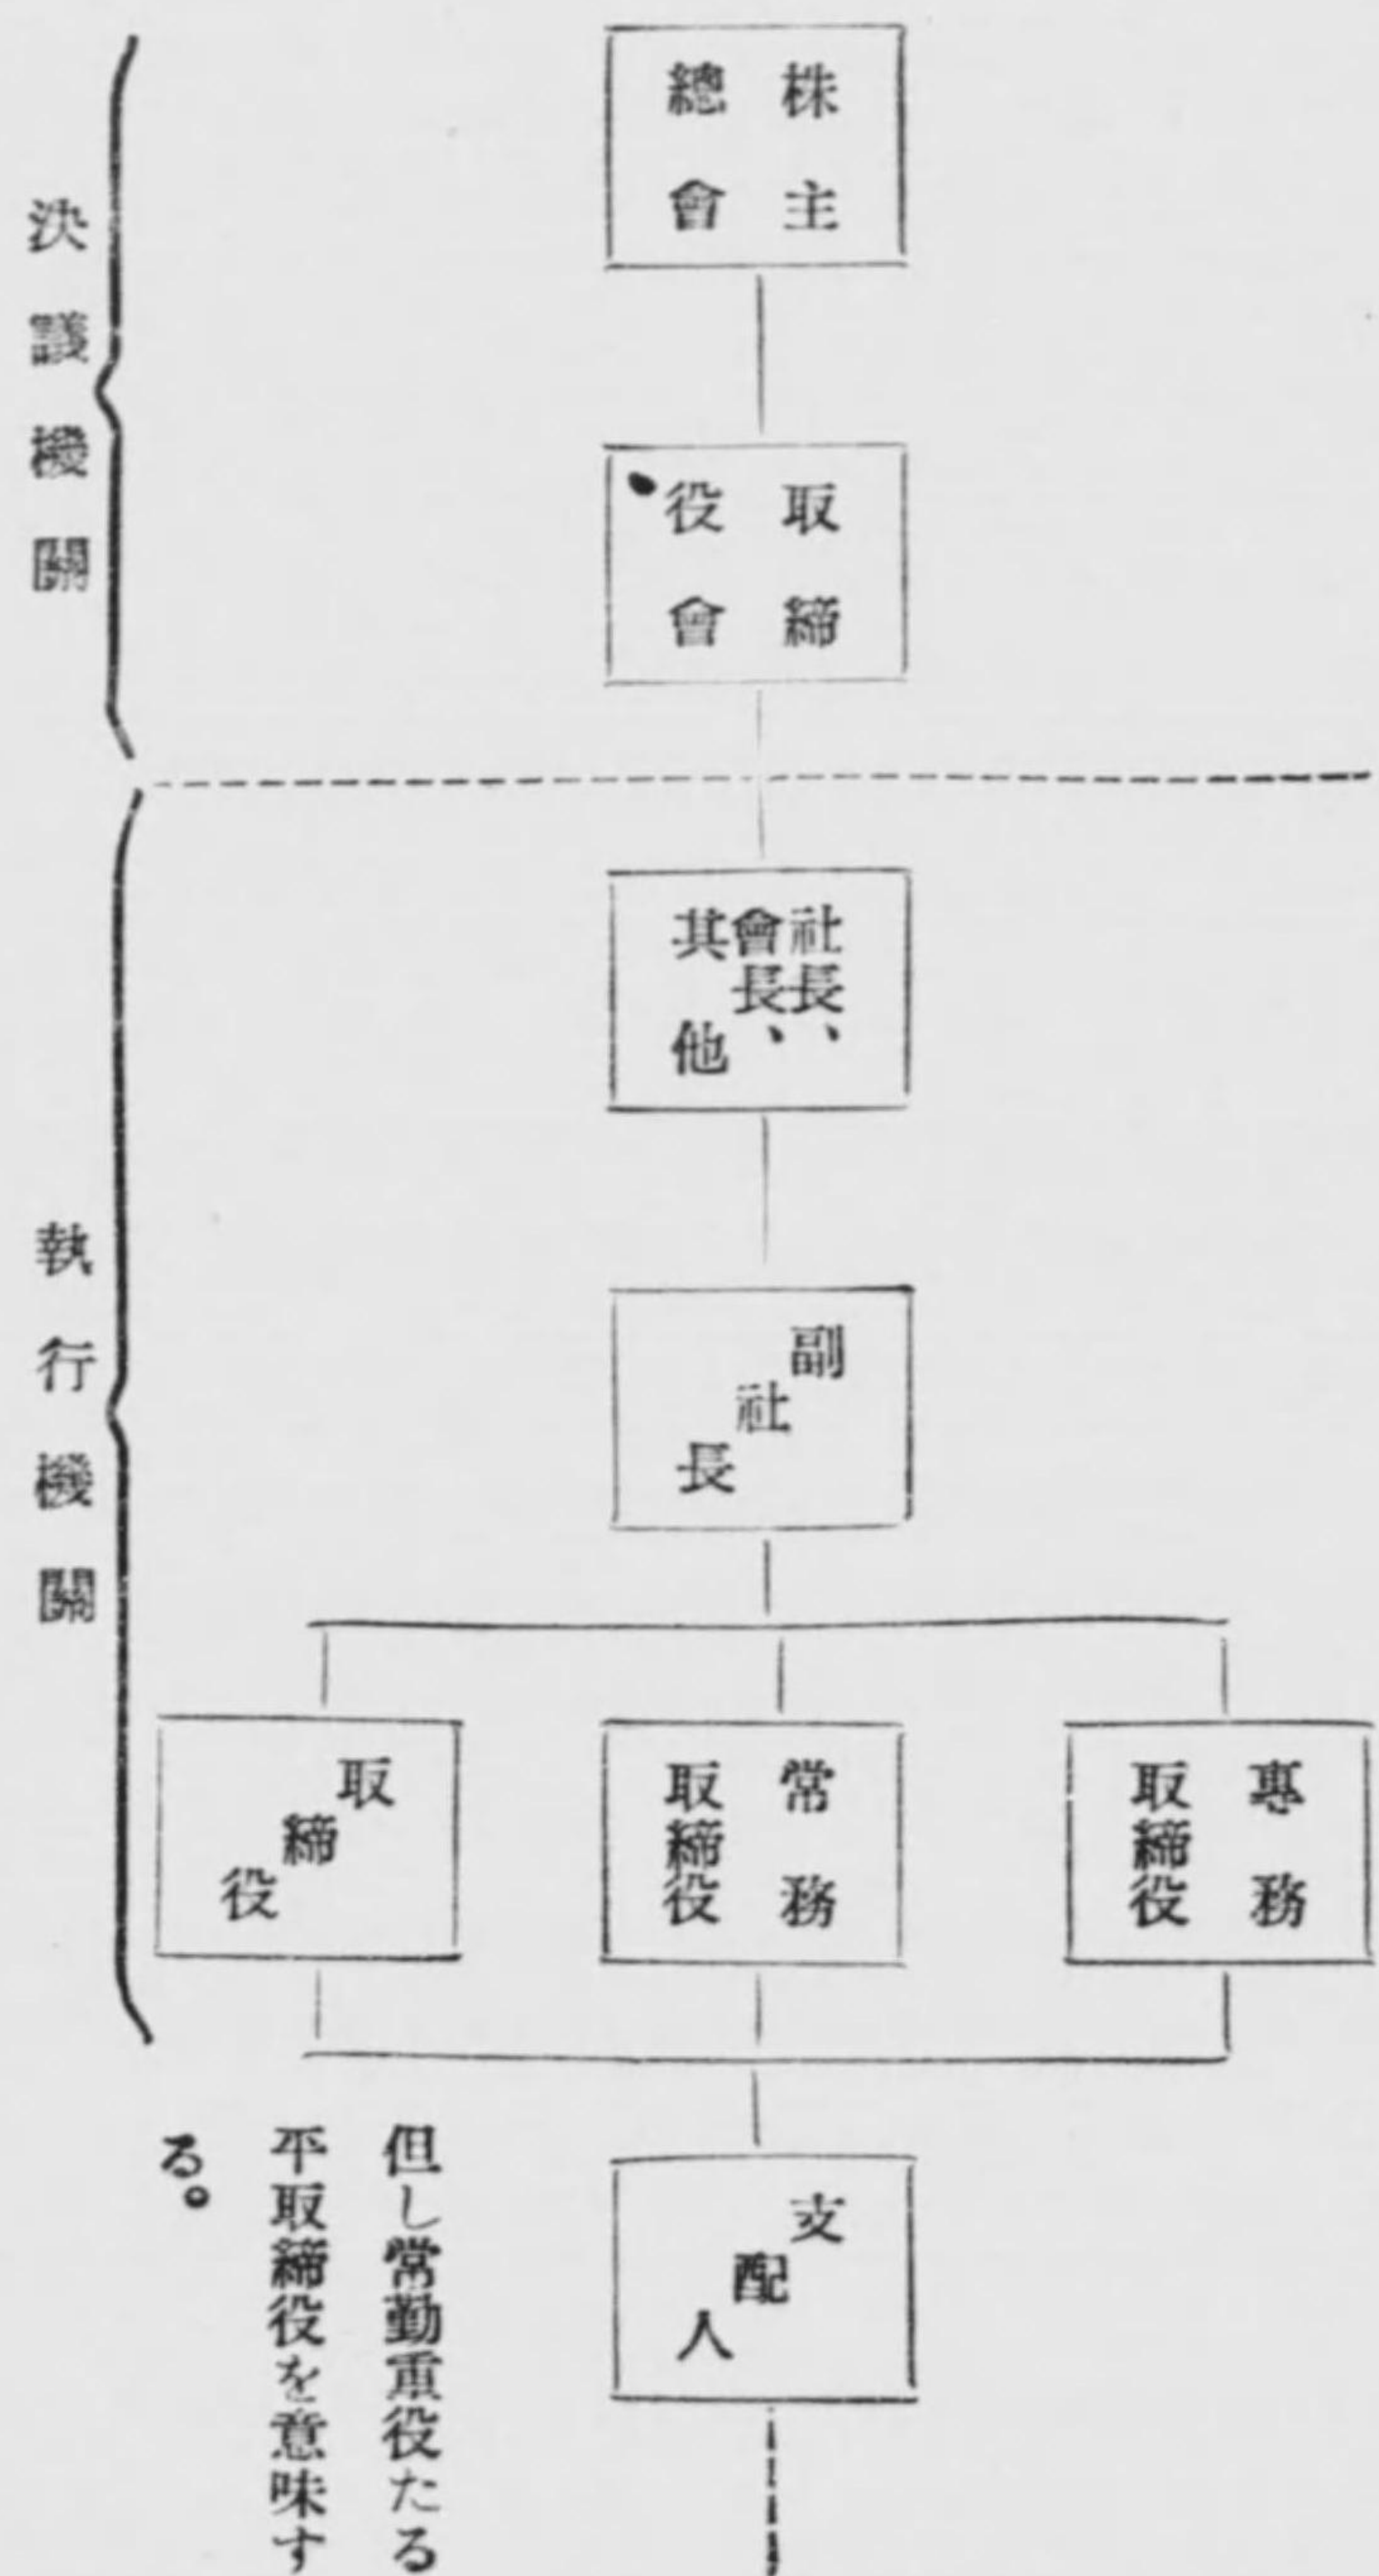 株主
總會
取締
役會
社長、
會長、
其他
副社長
專務
取締役
常務
取締役
取締役
支配人
但し常勤重役たる
平取締役を意味す
る。
決議機關
執行機關